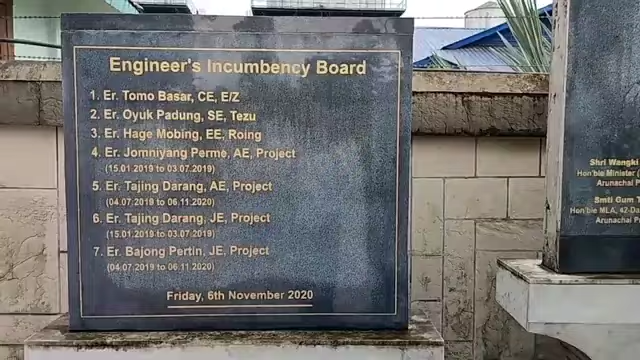 Engineer's Incumbency Board
1. Er. Tomo Basar, CE, E/Z
2. Er. Oyuk Padung, SE, Tezu
3. Er. Hage Mobing, EE, Roing
4. Er. Jomniyang Perme, AE, Project
(15.01.2019 to 03.07.2019)
5. Er. Tajing Darang, AE, Project
(04.07.2019 to 06.11.2020)
6. Er. Tajing Darang, JE, Project
(15.01.2019 to 03.07.2019)
7. Er. Bajong Pertin, JE, Project
(04.07.2019 to 06.11.2020)
Friday, 6th November 2020
Shri Wangki
Hon'ble Minister
Arunachal P
Smti Gum T
Hon'ble MLA, 42-Da
Arunachal P